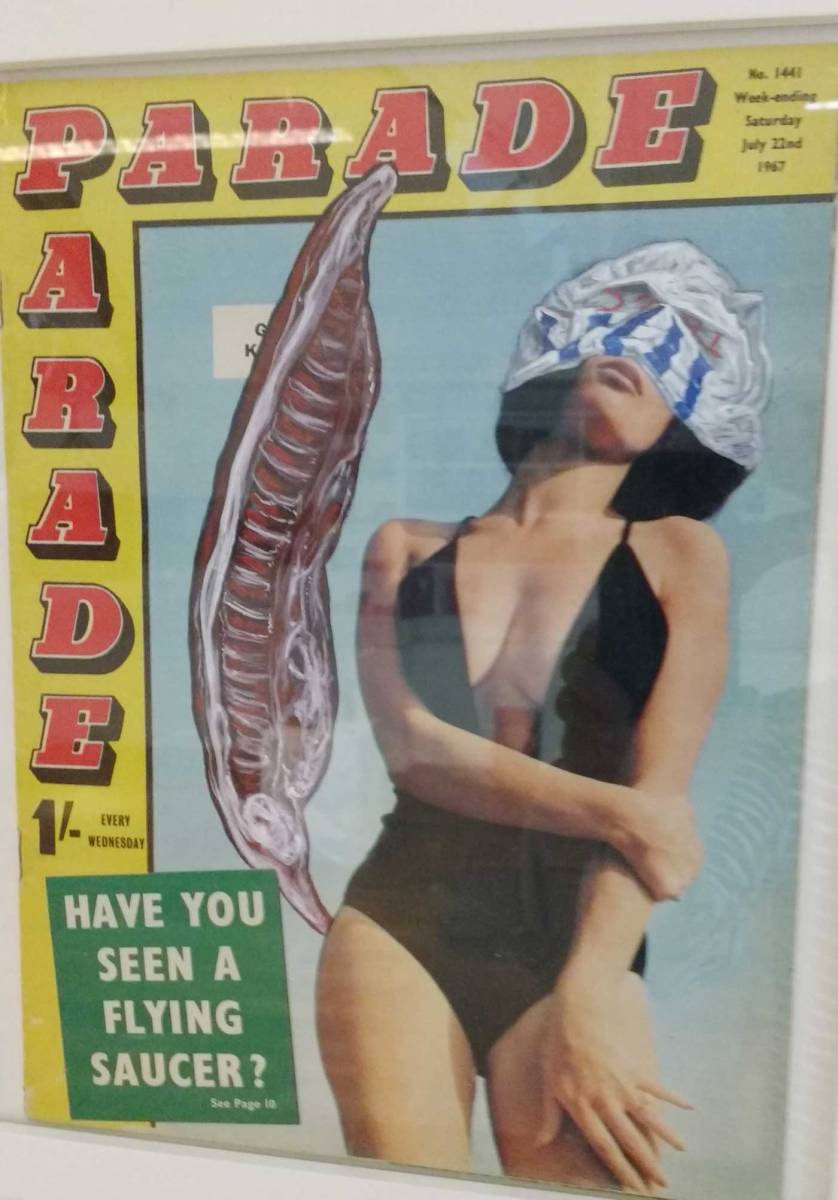 PARADE
No. 1441
Week-ending
Saturday
July 22nd
1967
ARADE
G
K
1/-
EVERY
WEDNESDAY
HAVE YOU
SEEN A
FLYING
SAUCER?
See Page 10